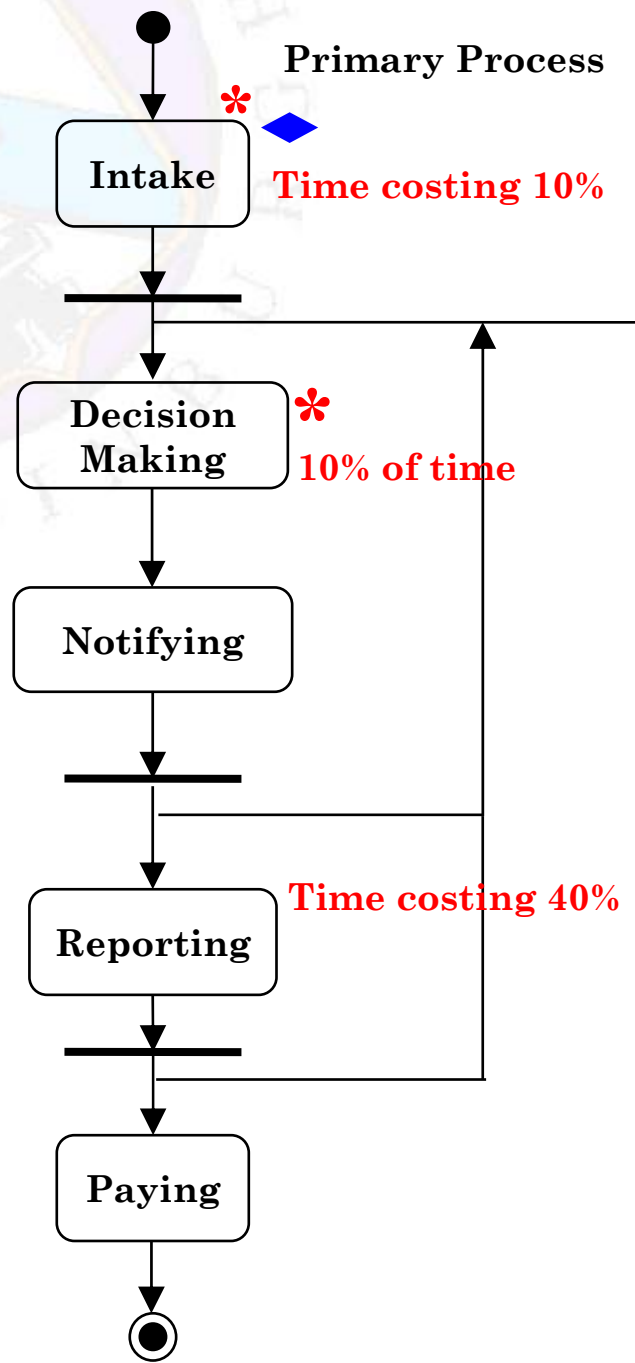 Primary Process
*
Intake
Time costing 10%
Decision
Making
*
10% of time
Notifying
Time costing 40%
Reporting
Paying